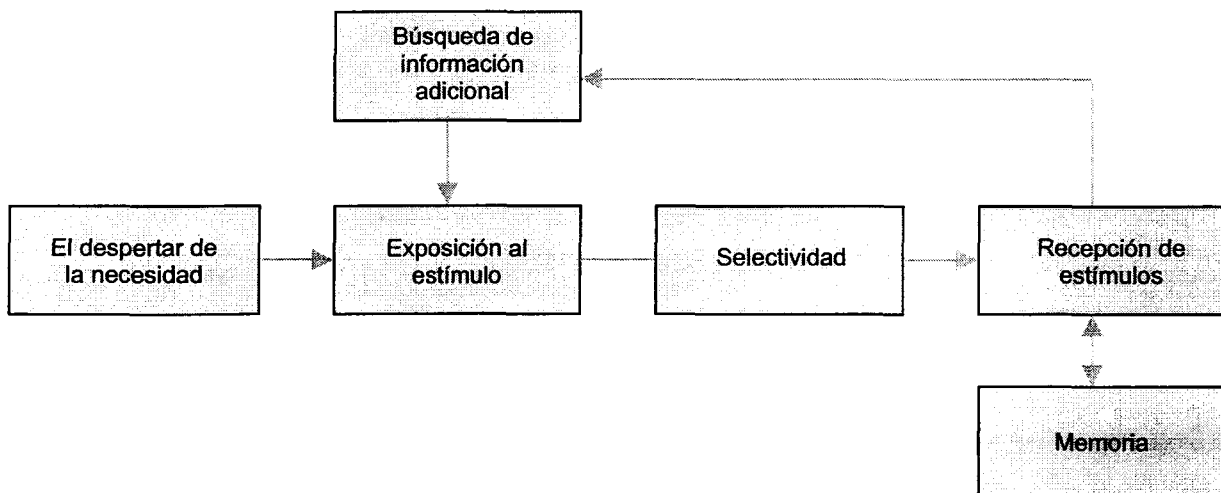 Búsqueda de
información
adicional
El despertar de
la necesidad
Exposición al
estímulo
Selectividad
Recepción de
estímulos
Memoria